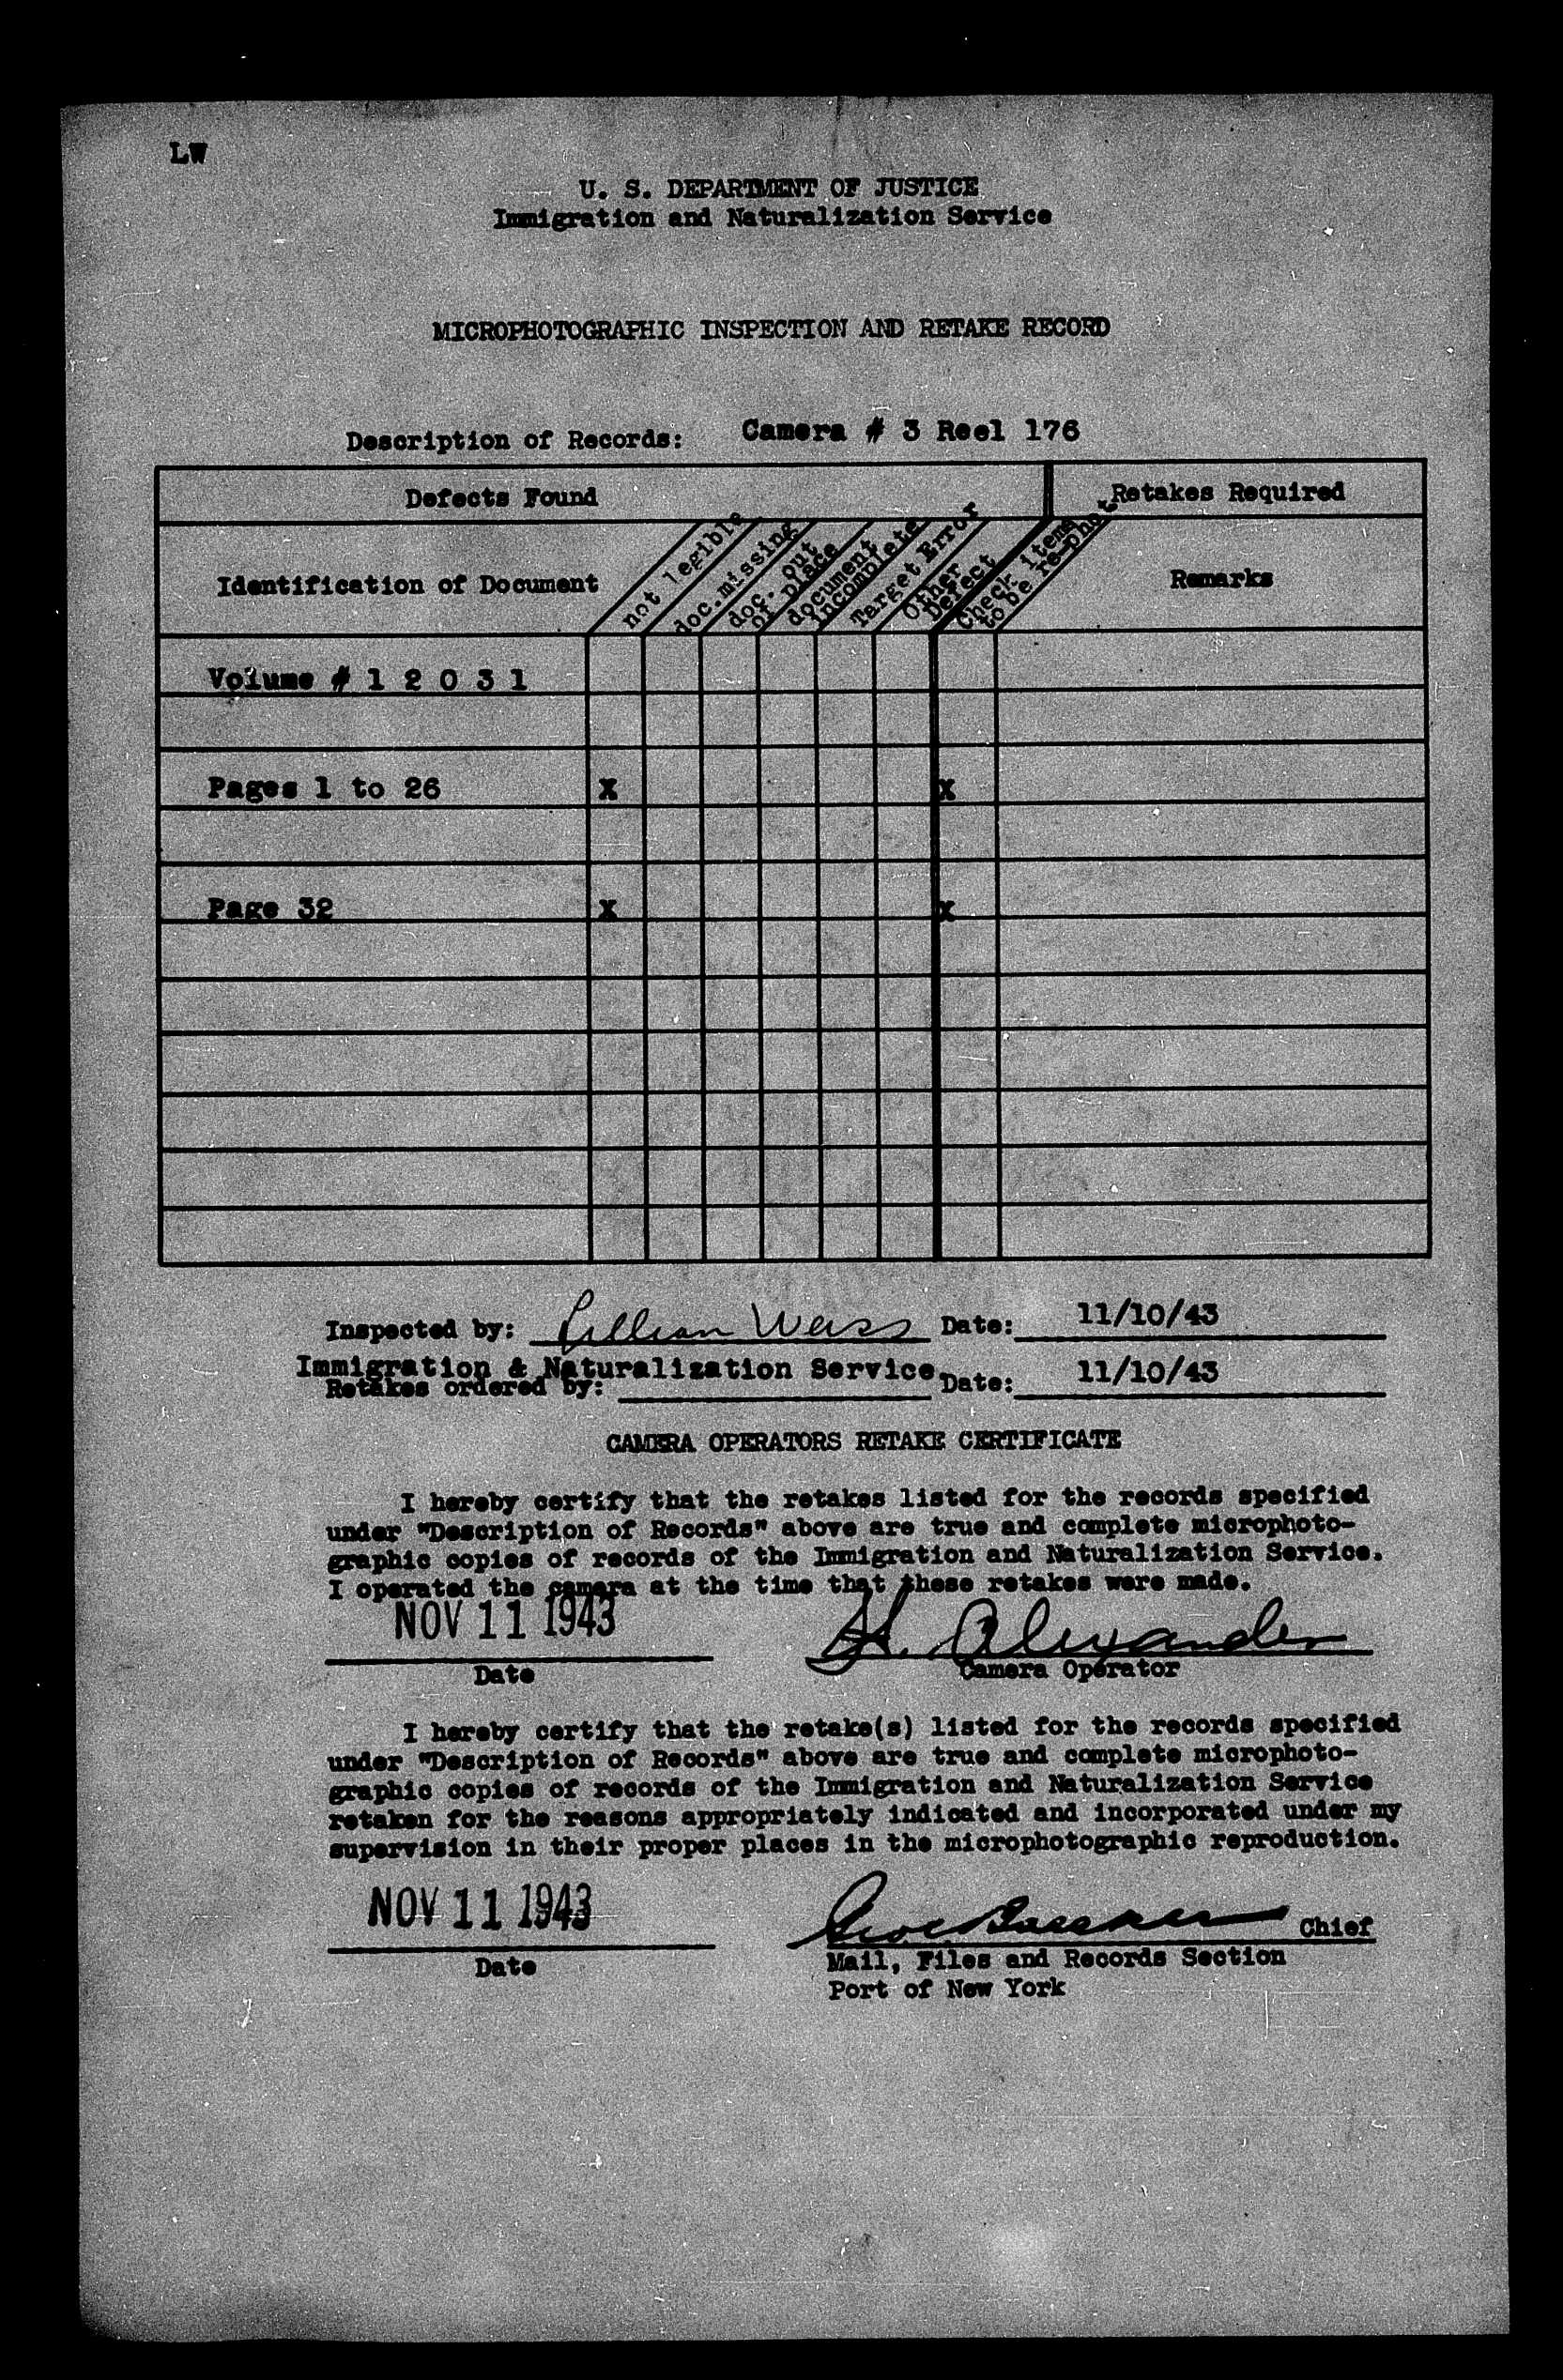 LW
U. S. DEPARTMENT OF JUSTICE
Immigration and Naturalization Service
MICROPHOTOGRAPHIC INSPECTION AND RETAKE RECORD
Description of Records: Camera # 3 Reel 176
Defects Found
Retakes Required
Identification of Document
not legible
doc.missing
doc. out
of place
document
incomplete
Target Error
Other
Defect
Check items
to be re-phot.
Remarks
Volume # 1 2 0 3 1
Pages 1 to 26 X X
Page 32 X X
Inspected by: Lillian Weiss Date: 11/10/43
Immigration & Naturalization Service
Retakes ordered by: Date: 11/10/43
CAMERA OPERATORS RETAKE CERTIFICATE
I hereby certify that the retakes listed for the records specified
under "Description of Records" above are true and complete microphoto-
graphic copies of records of the Immigration and Naturalization Service.
I operated the camera at the time that these retakes were made.
NOV 11 1943 H. Alexander
Date Camera Operator
I hereby certify that the retake(s) listed for the records specified
under "Description of Records" above are true and complete microphoto-
graphic copies of records of the Immigration and Naturalization Service
retaken for the reasons appropriately indicated and incorporated under my
supervision in their proper places in the microphotographic reproduction.
NOV 11 1943 Chief
Date
Mail, Files and Records Section
Port of New York